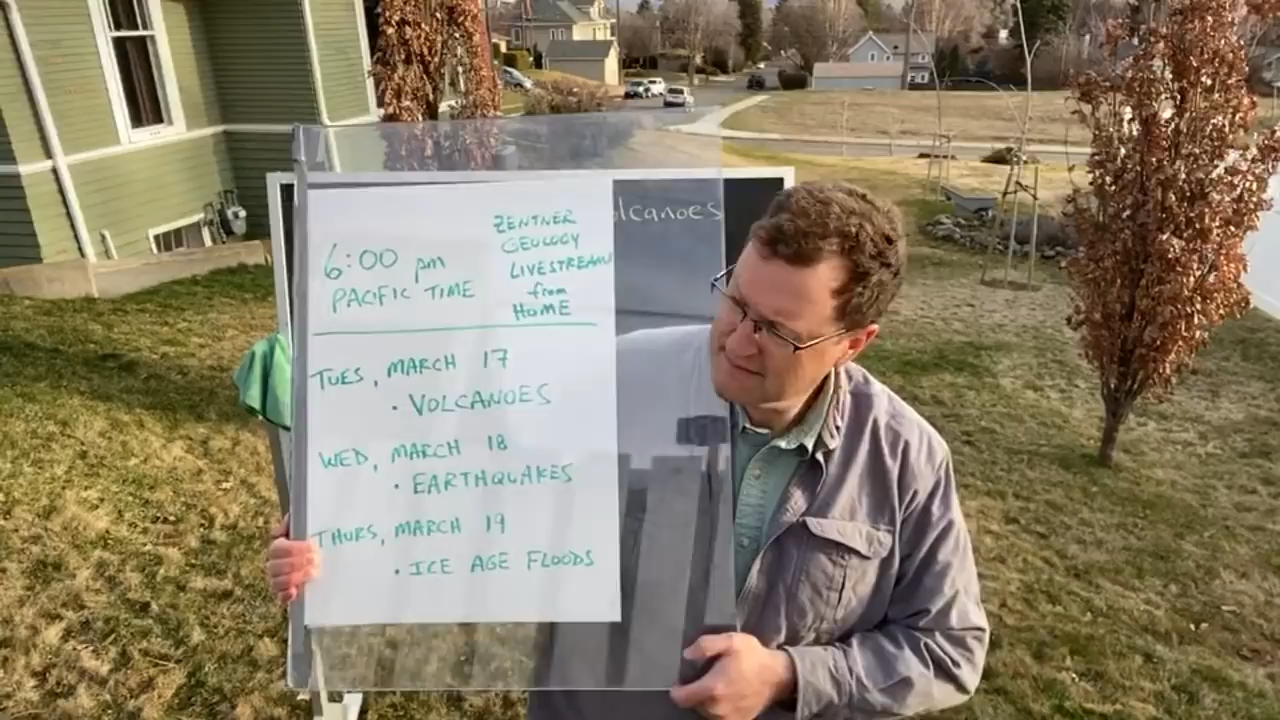 ZENTNER
GEOLOGY
LIVESTREAM
from
HOME
6:00 pm
PACIFIC TIME
TUES, MARCH 17
· VOLCANOES
WED, MARCH 18
· EARTHQUAKES
THURS, MARCH 19
· ICE AGE FLOODS
lcanoes